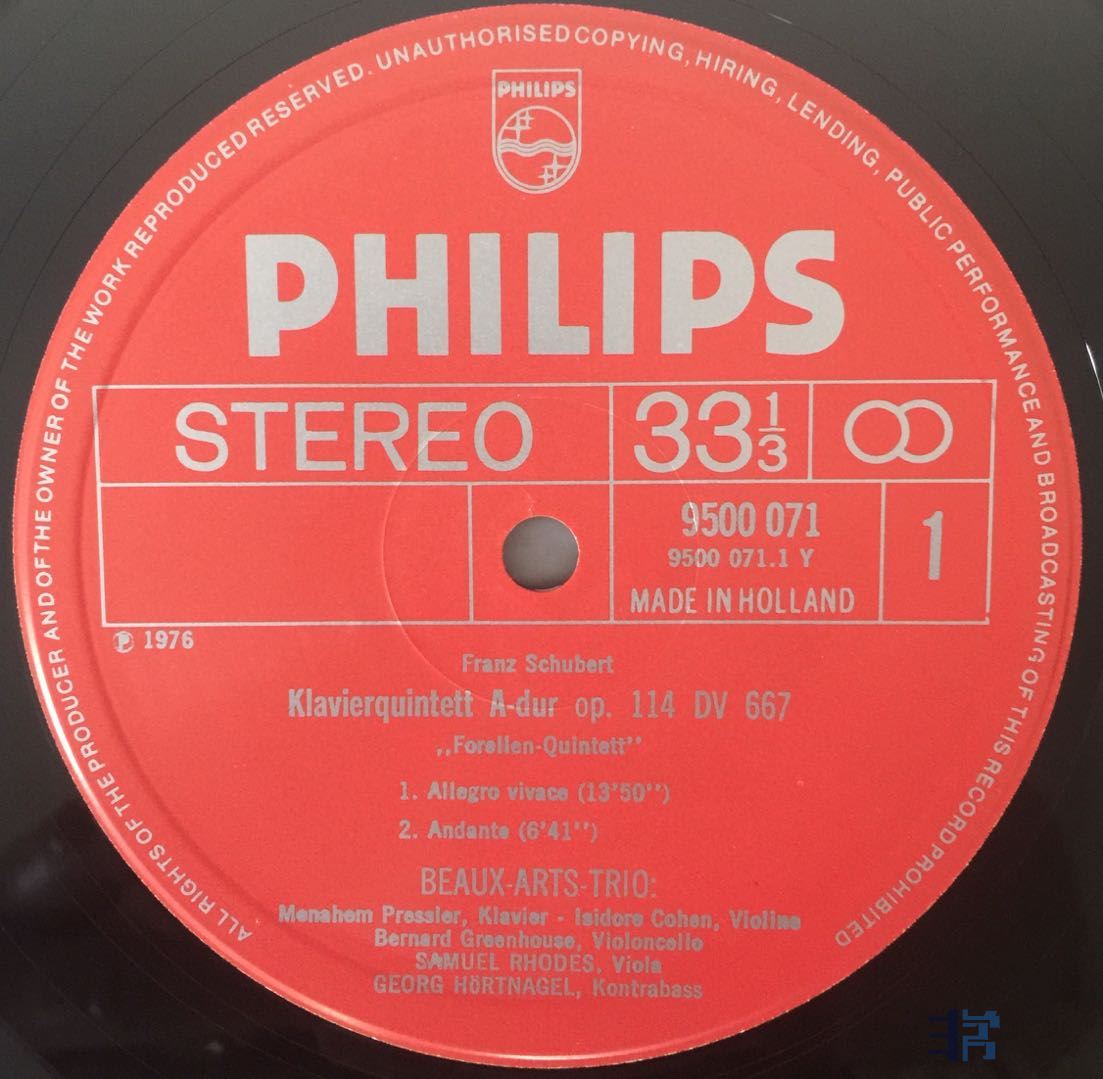 ALL RIGHTS OF THE PRODUCER AND OF THE OWNER OF THE WORK REPRODUCED RESERVED. UNAUTHORISED COPYING, HIRING, LENDING, PUBLIC PERFORMANCE AND BROADCASTING OF THIS RECORD PROHIBITED
PHILIPS
PHILIPS
STEREO 33 1/3
9500 071
9500 071.1 Y
MADE IN HOLLAND
1
℗ 1976
Franz Schubert
Klavierquintett A-dur op. 114 DV 667
,,Forellen-Quintett’’
1. Allegro vivace (13’50’’)
2. Andante (6’41’’)
BEAUX-ARTS-TRIO:
Menahem Pressler, Klavier - Isidore Cohen, Violine
Bernard Greenhouse, Violoncello
SAMUEL RHODES, Viola
GEORG HÖRTNAGEL, Kontrabass